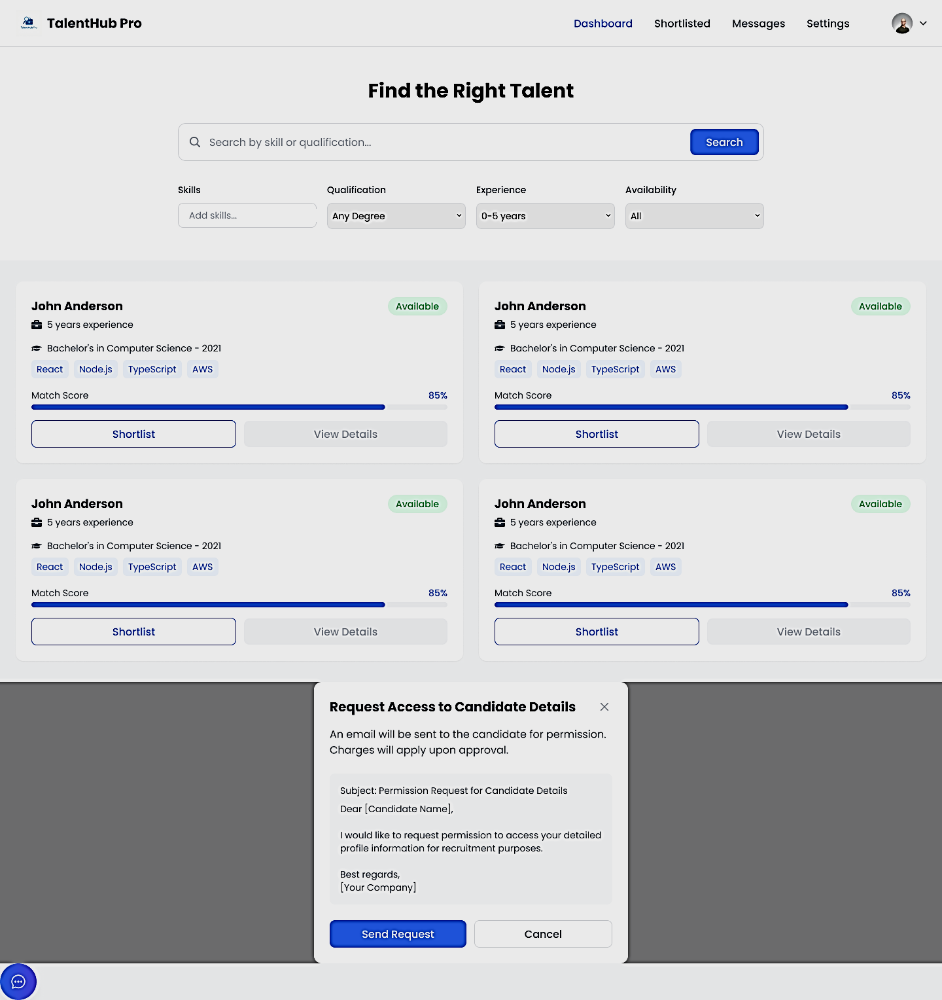 TalentHub Pro
TalentHub Pro
Dashboard
Shortlisted
Messages
Settings
Find the Right Talent
Search by skill or qualification...
Search
Skills
Qualification
Experience
Availability
Add skills...
Any Degree
0-5 years
All
John Anderson
Available
5 years experience
Bachelor's in Computer Science - 2021
React
Node.js
TypeScript
AWS
Match Score
85%
Shortlist
View Details
John Anderson
Available
5 years experience
Bachelor's in Computer Science - 2021
React
Node.js
TypeScript
AWS
Match Score
85%
Shortlist
View Details
John Anderson
Available
5 years experience
Bachelor's in Computer Science - 2021
React
Node.js
TypeScript
AWS
Match Score
85%
Shortlist
View Details
John Anderson
Available
5 years experience
Bachelor's in Computer Science - 2021
React
Node.js
TypeScript
AWS
Match Score
85%
Shortlist
View Details
Request Access to Candidate Details
An email will be sent to the candidate for permission.
Charges will apply upon approval.
Subject: Permission Request for Candidate Details
Dear [Candidate Name],
I would like to request permission to access your detailed
profile information for recruitment purposes.
Best regards,
[Your Company]
Send Request
Cancel